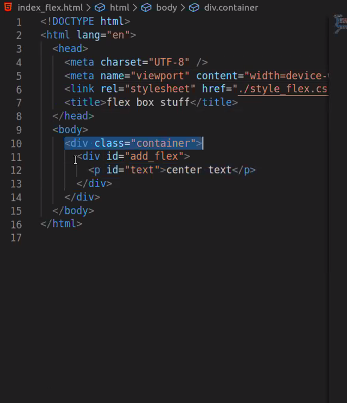 index_flex.html > html > body > div.container
1 <!DOCTYPE html>
2 <html lang="en">
3 <head>
4 <meta charset="UTF-8" />
5 <meta name="viewport" content="width=device-
6 <link rel="stylesheet" href="./style_flex.cs
7 <title>flex box stuff</title>
8 </head>
9 <body>
10 <div class="container">
11 <div id="add_flex">
12 <p id="text">center text</p>
13 </div>
14 </div>
15 </body>
16 </html>
17